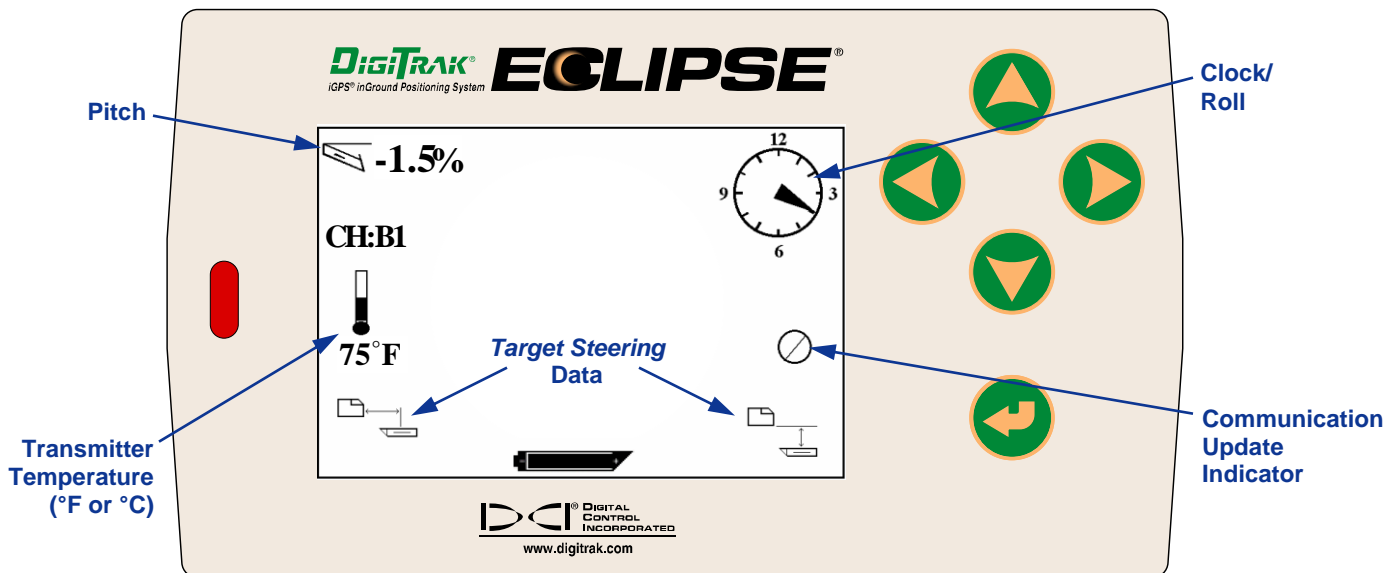 DIGITRAK® ECLIPSE®
iGPS® inGround Positioning System
Clock/
Roll
Pitch
-1.5%
12
9
3
6
CH:B1
75°F
Target Steering
Data
Transmitter
Temperature
(°F or °C)
Communication
Update
Indicator
DCI® DIGITAL
CONTROL
INCORPORATED
www.digitrak.com